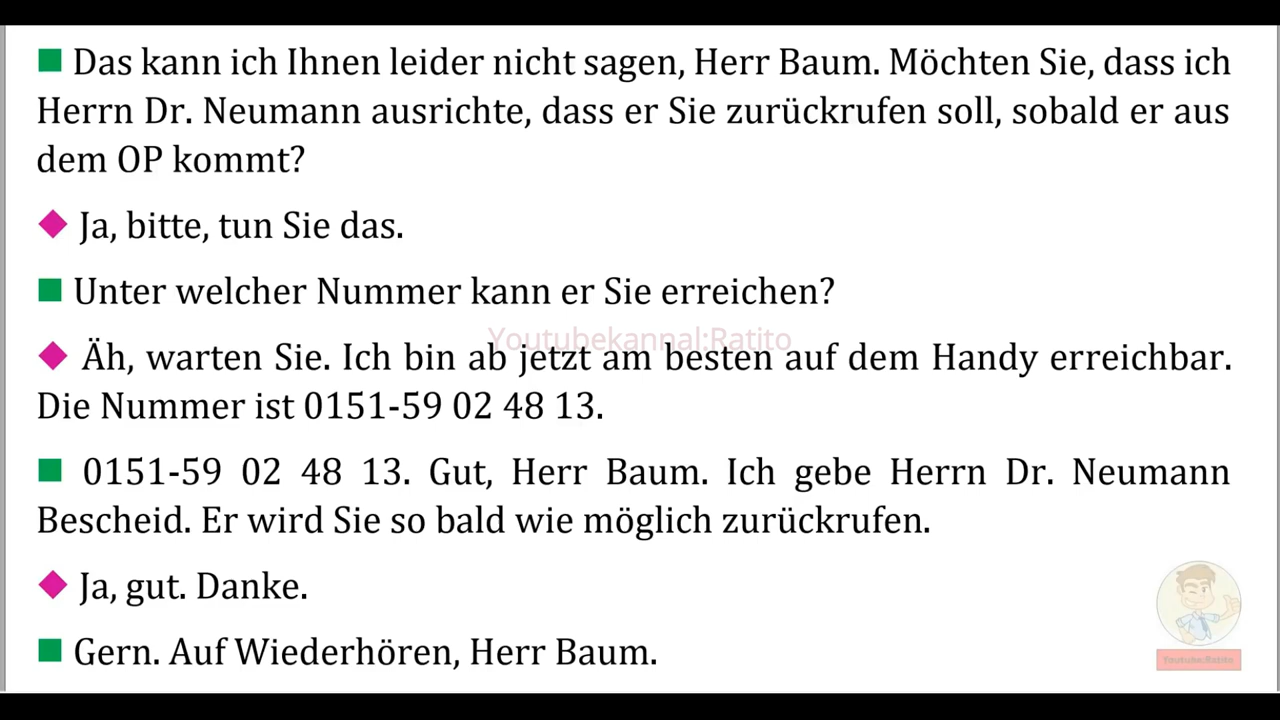 Das kann ich Ihnen leider nicht sagen, Herr Baum. Möchten Sie, dass ich
Herrn Dr. Neumann ausrichte, dass er Sie zurückrufen soll, sobald er aus
dem OP kommt?
Ja, bitte, tun Sie das.
Unter welcher Nummer kann er Sie erreichen?
Youtubekannal:Ratito
Äh, warten Sie. Ich bin ab jetzt am besten auf dem Handy erreichbar.
Die Nummer ist 0151-59 02 48 13.
0151-59 02 48 13. Gut, Herr Baum. Ich gebe Herrn Dr. Neumann
Bescheid. Er wird Sie so bald wie möglich zurückrufen.
Ja, gut. Danke.
Gern. Auf Wiederhören, Herr Baum.
Youtube:Ratito